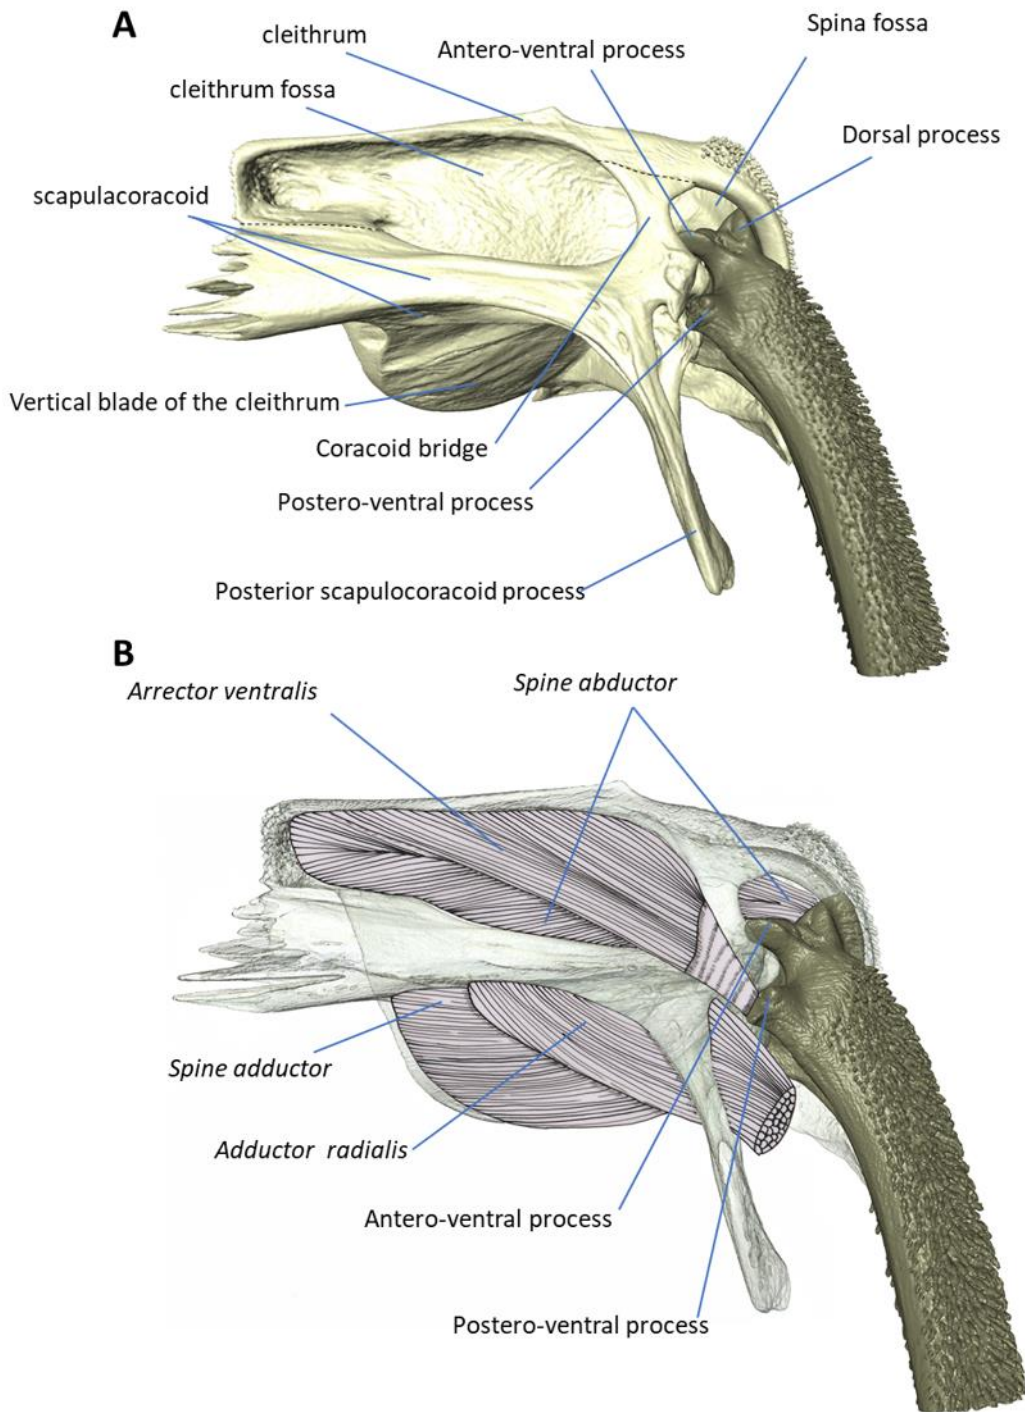 A
cleithrum
Antero-ventral process
Spina fossa
cleithrum fossa
Dorsal process
scapulacoracoid
Vertical blade of the cleithrum
Coracoid bridge
Postero-ventral process
Posterior scapulocoracoid process
B
Arrector ventralis
Spine abductor
Spine adductor
Adductor radialis
Antero-ventral process
Postero-ventral process